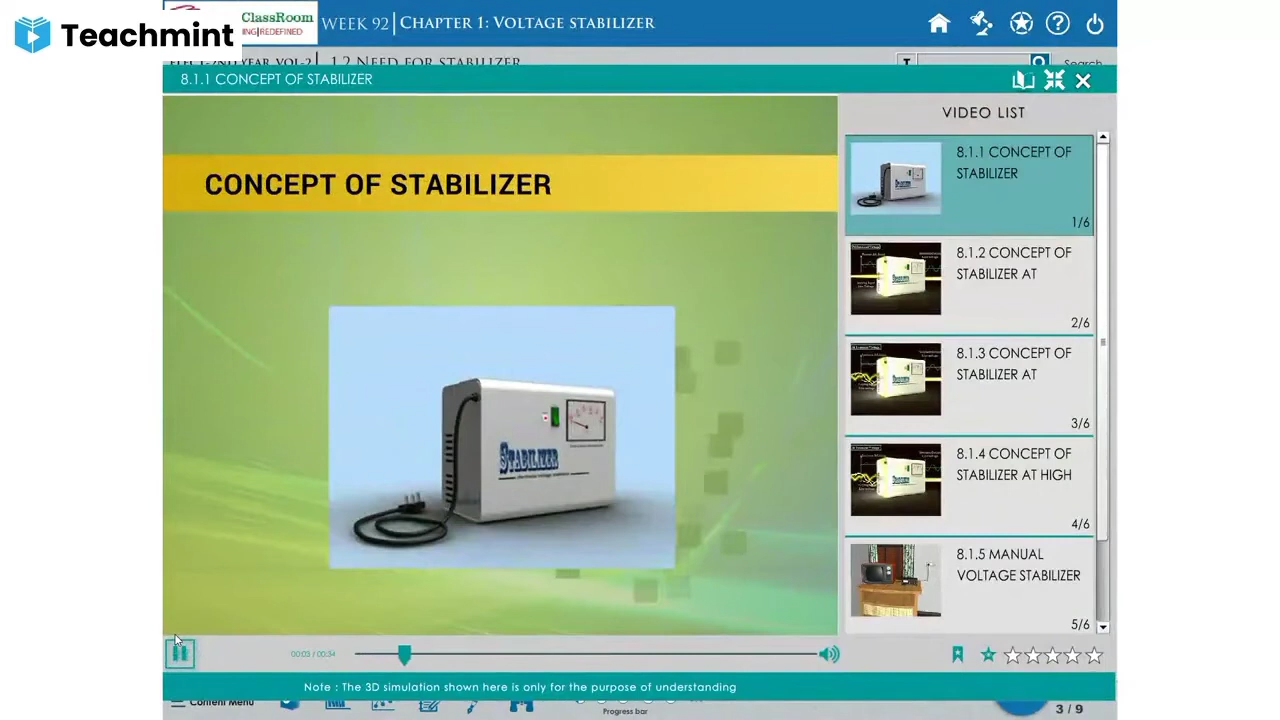 Teachmint
ClassRoom
NG|REDEFINED
WEEK 92
CHAPTER 1: VOLTAGE STABILIZER
1.2 NEED FOR STABILIZER
Search
8.1.1 CONCEPT OF STABILIZER
CONCEPT OF STABILIZER
STABILIZER
VIDEO LIST
8.1.1 CONCEPT OF
STABILIZER
1/6
8.1.2 CONCEPT OF
STABILIZER AT
2/6
8.1.3 CONCEPT OF
STABILIZER AT
3/6
8.1.4 CONCEPT OF
STABILIZER AT HIGH
4/6
8.1.5 MANUAL
VOLTAGE STABILIZER
5/6
00:03 / 00:34
Note : The 3D simulation shown here is only for the purpose of understanding
Content Menu
Progress bar
3 / 9